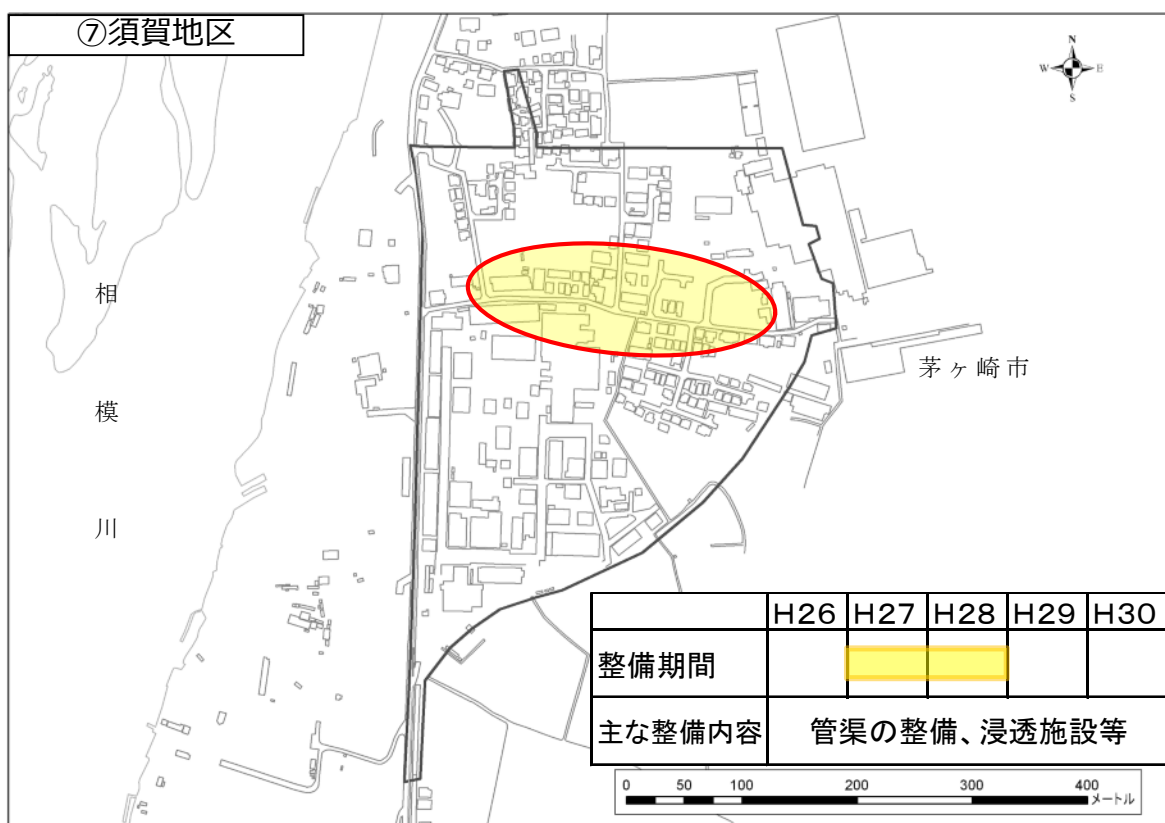 ⑦須賀地区
N
W E
S
相
模
川
茅ヶ崎市
H26 H27 H28 H29 H30
整備期間
主な整備内容 管渠の整備、浸透施設等
0 50 100 200 300 400
メートル